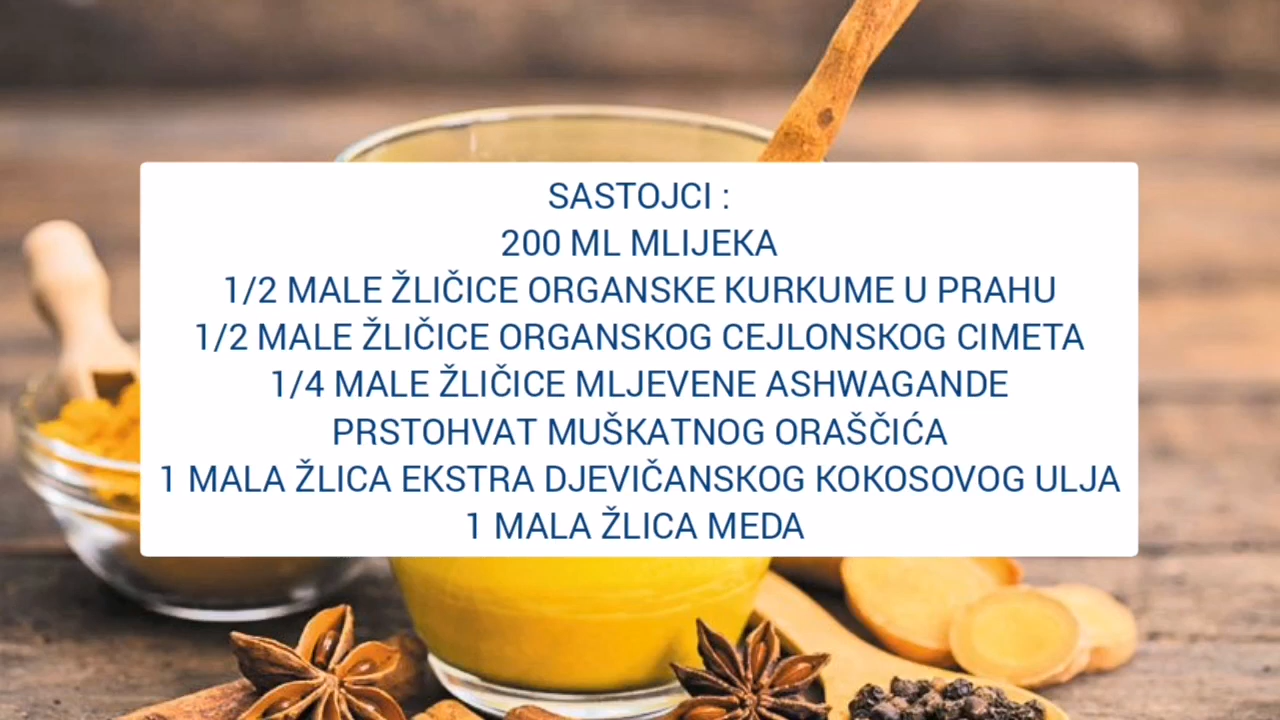 SASTOJCI :
200 ML MLIJEKA
1/2 MALE ŽLIČICE ORGANSKE KURKUME U PRAHU
1/2 MALE ŽLIČICE ORGANSKOG CEJLONSKOG CIMETA
1/4 MALE ŽLIČICE MLJEVENE ASHWAGANDE
PRSTOHVAT MUŠKATNOG ORAŠČIĆA
1 MALA ŽLICA EKSTRA DJEVIČANSKOG KOKOSOVOG ULJA
1 MALA ŽLICA MEDA